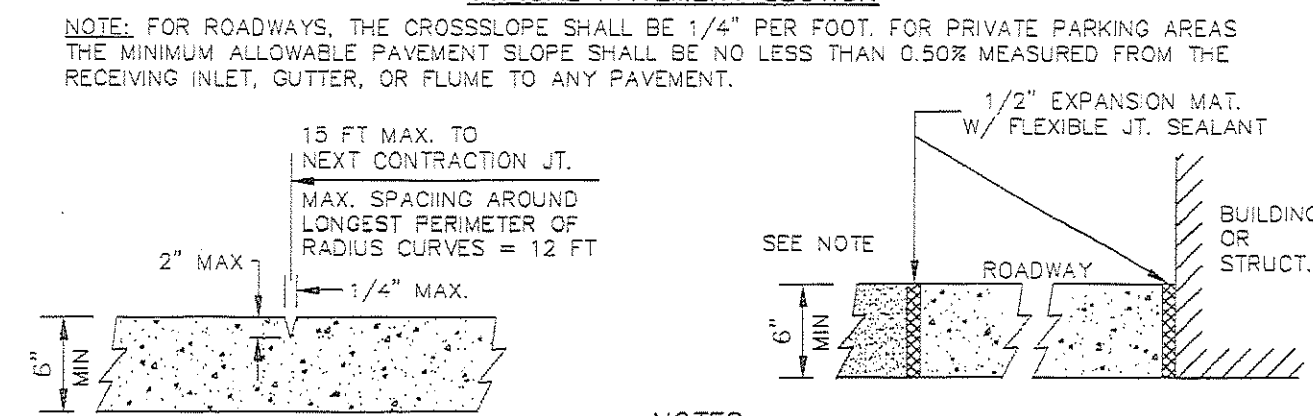 NOTE: FOR ROADWAYS, THE CROSSSLOPE SHALL BE 1/4" PER FOOT. FOR PRIVATE PARKING AREAS
THE MINIMUM ALLOWABLE PAVEMENT SLOPE SHALL BE NO LESS THAN 0.50% MEASURED FROM THE
RECEIVING INLET, GUTTER, OR FLUME TO ANY PAVEMENT.
15 FT MAX. TO
NEXT CONTRACTION JT.
MAX. SPACIING AROUND
LONGEST PERIMETER OF
RADIUS CURVES = 12 FT
2" MAX
1/4" MAX.
6"
MIN
1/2" EXPANSION MAT.
W/ FLEXIBLE JT. SEALANT
SEE NOTE
ROADWAY
BUILDING
OR
STRUCT.
6"
MIN